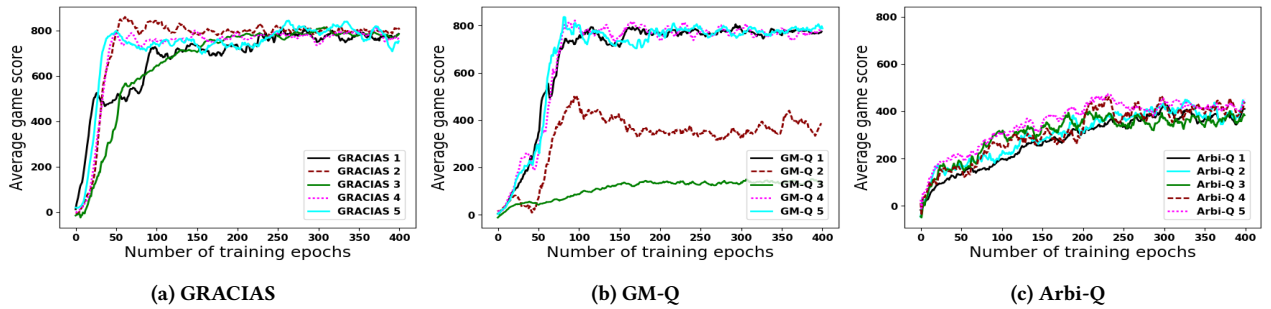 Average game score
800
600
400
200
0
0 50 100 150 200 250 300 350 400
Number of training epochs
GRACIAS 1
GRACIAS 2
GRACIAS 3
GRACIAS 4
GRACIAS 5
(a) GRACIAS
Average game score
800
600
400
200
0
0 50 100 150 200 250 300 350 400
Number of training epochs
GM-Q 1
GM-Q 2
GM-Q 3
GM-Q 4
GM-Q 5
(b) GM-Q
Average game score
800
600
400
200
0
0 50 100 150 200 250 300 350 400
Number of training epochs
Arbi-Q 1
Arbi-Q 2
Arbi-Q 3
Arbi-Q 4
Arbi-Q 5
(c) Arbi-Q